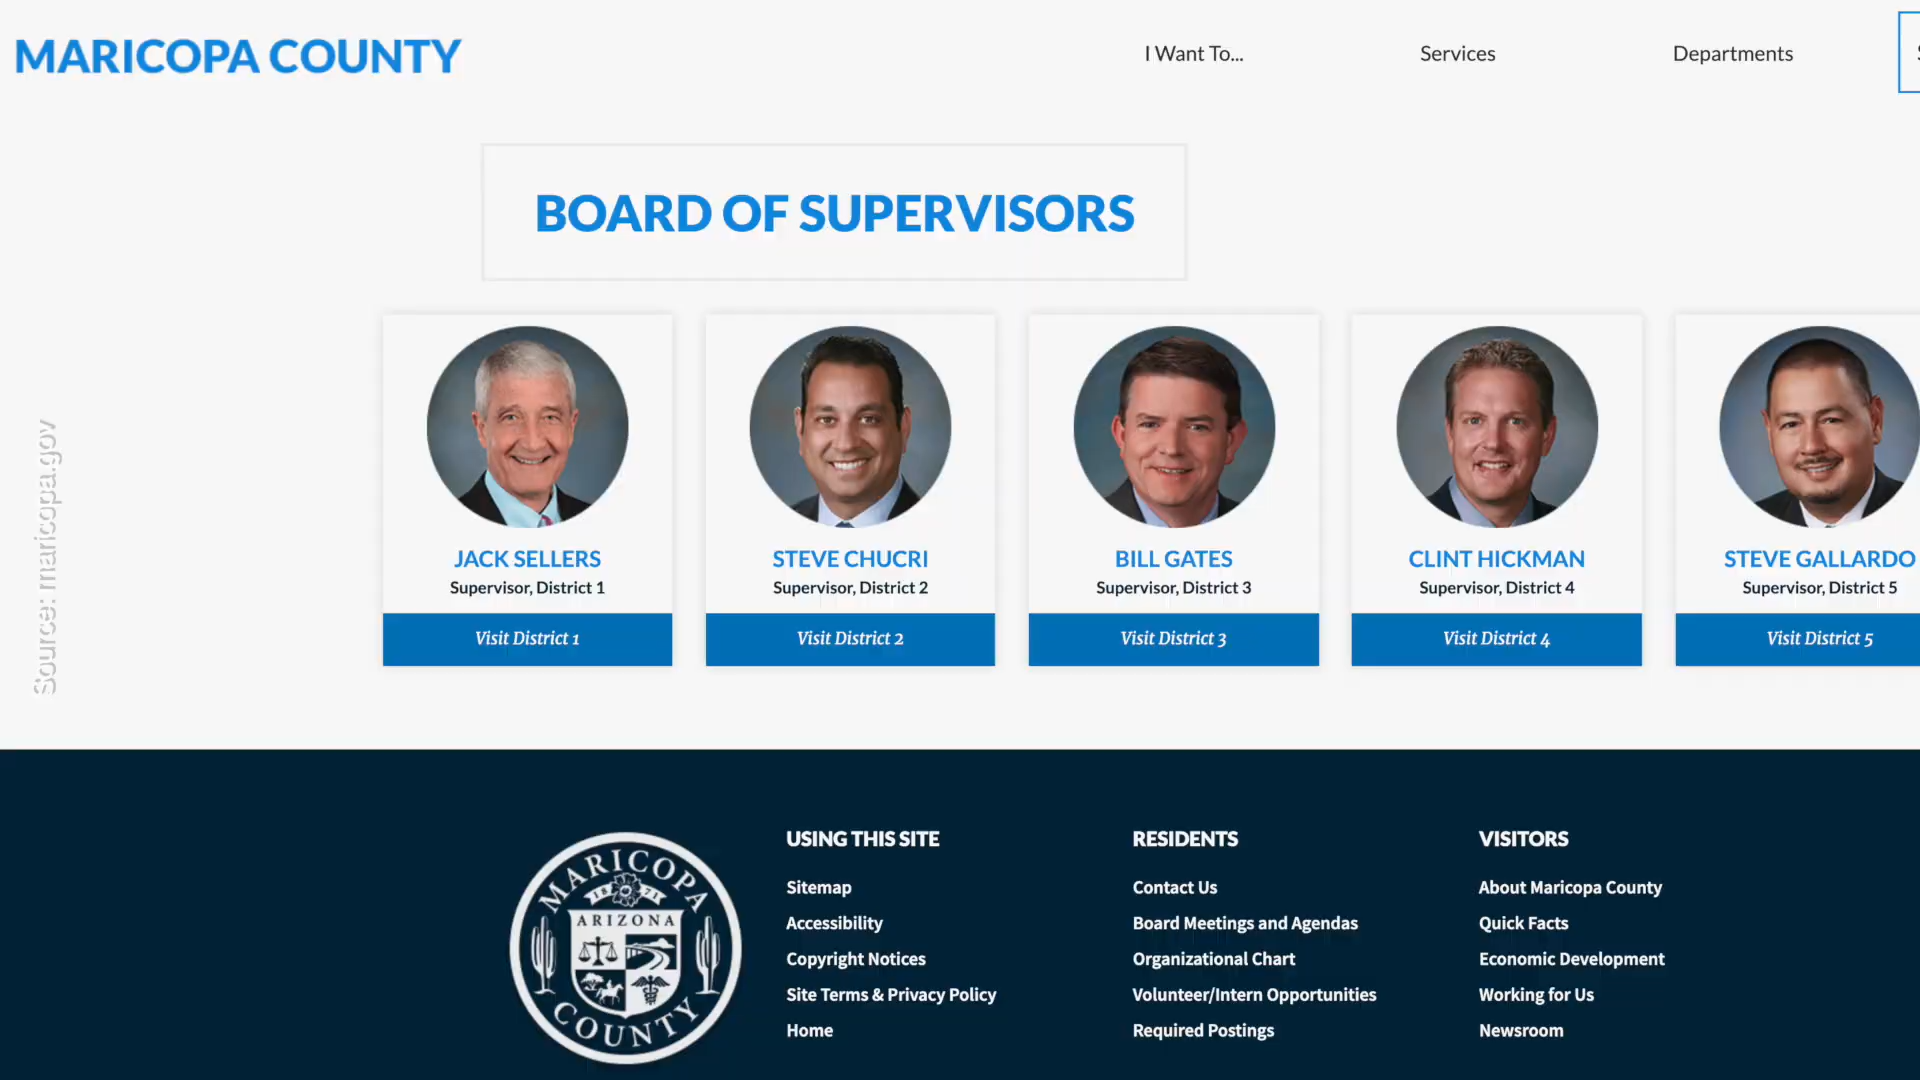 MARICOPA COUNTY
I Want To...
Services
Departments
BOARD OF SUPERVISORS
JACK SELLERS
Supervisor, District 1
Visit District 1
STEVE CHUCRI
Supervisor, District 2
Visit District 2
BILL GATES
Supervisor, District 3
Visit District 3
CLINT HICKMAN
Supervisor, District 4
Visit District 4
STEVE GALLARDO
Supervisor, District 5
Visit District 5
Source: maricopa.gov
MARICOPA
1871
ARIZONA
COUNTY
USING THIS SITE
Sitemap
Accessibility
Copyright Notices
Site Terms & Privacy Policy
Home
RESIDENTS
Contact Us
Board Meetings and Agendas
Organizational Chart
Volunteer/Intern Opportunities
Required Postings
VISITORS
About Maricopa County
Quick Facts
Economic Development
Working for Us
Newsroom